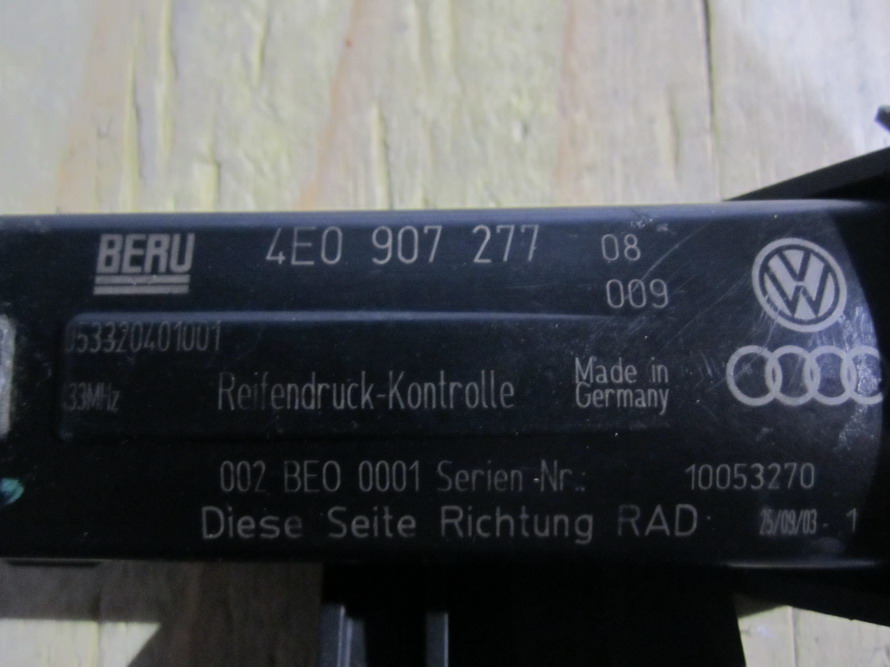 BERU 4E0 907 277 08
009
053320401001
33MHz Reifendruck-Kontrolle Made in
Germany
002 BE0 0001 Serien-Nr.: 10053270
Diese Seite Richtung RAD 25/09/03 - 1